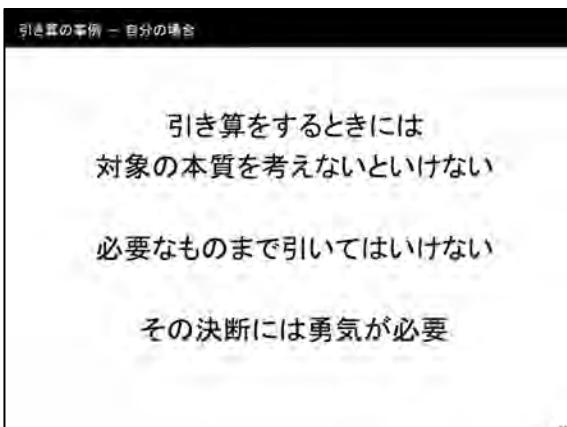 引き算の事例 － 自分の場合
引き算をするときには
対象の本質を考えないといけない
必要なものまで引いてはいけない
その決断には勇気が必要